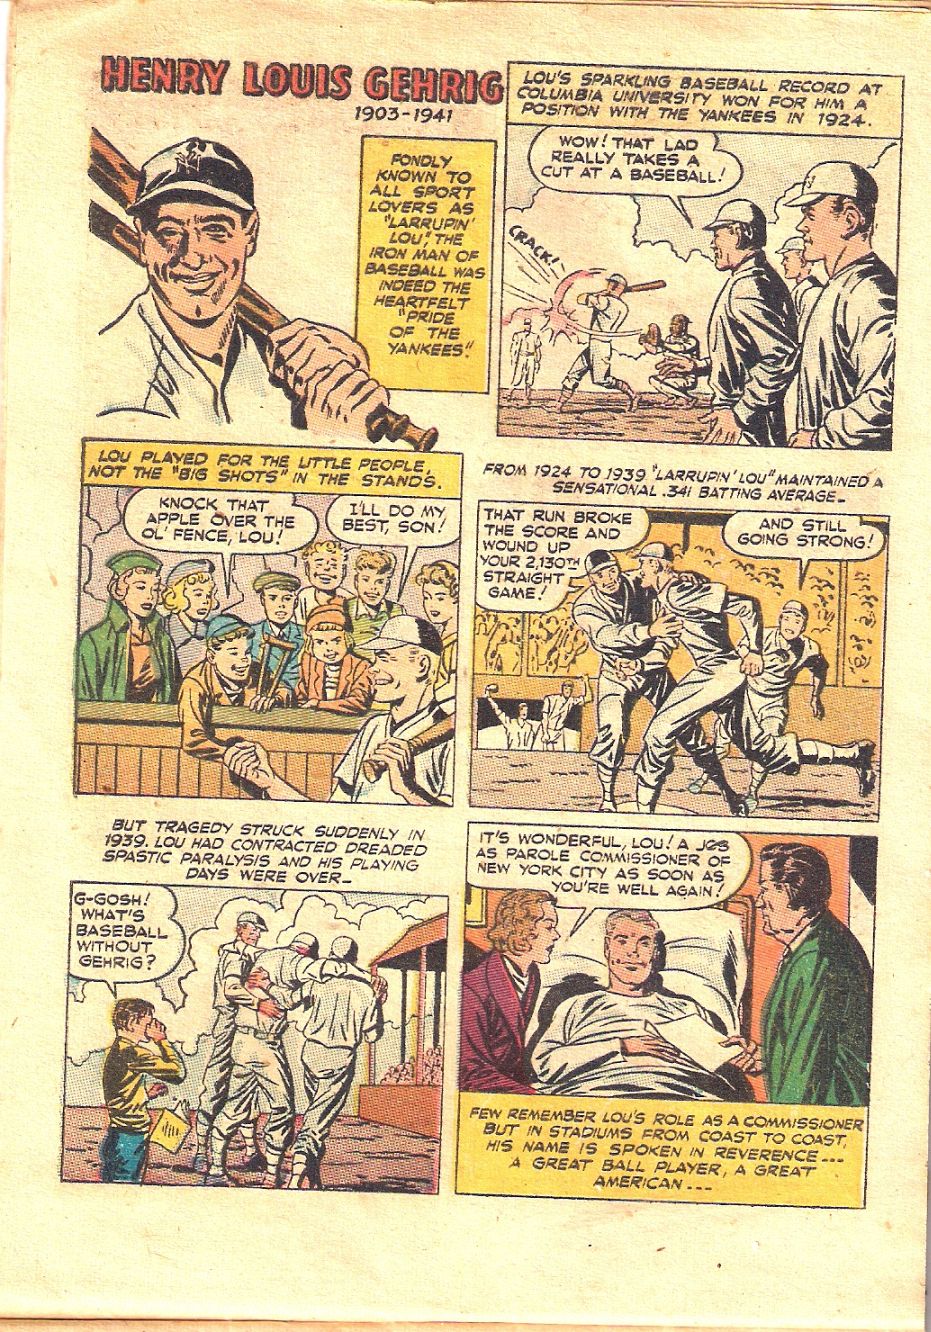 HENRY LOUIS GEHRIG
1903-1941
FONDLY
KNOWN TO
ALL SPORT
LOVERS AS
"LARRUPIN'
LOU", THE
IRON MAN OF
BASEBALL WAS
INDEED THE
HEARTFELT
"PRIDE
OF THE
YANKEES".
LOU'S SPARKLING BASEBALL RECORD AT
COLUMBIA UNIVERSITY WON FOR HIM A
POSITION WITH THE YANKEES IN 1924.
WOW! THAT LAD
REALLY TAKES A
CUT AT A BASEBALL!
CRACK!
LOU PLAYED FOR THE LITTLE PEOPLE,
NOT THE "BIG SHOTS" IN THE STANDS.
KNOCK THAT
APPLE OVER THE
OL' FENCE, LOU!
I'LL DO MY
BEST, SON!
FROM 1924 TO 1939 "LARRUPIN' LOU" MAINTAINED A
SENSATIONAL .341 BATTING AVERAGE--
THAT RUN BROKE
THE SCORE AND
WOUND UP
YOUR 2,130TH
STRAIGHT
GAME!
AND STILL
GOING STRONG!
BUT TRAGEDY STRUCK SUDDENLY IN
1939. LOU HAD CONTRACTED DREADED
SPASTIC PARALYSIS AND HIS PLAYING
DAYS WERE OVER--
G-GOSH!
WHAT'S
BASEBALL
WITHOUT
GEHRIG?
IT'S WONDERFUL, LOU! A JOB
AS PAROLE COMMISSIONER OF
NEW YORK CITY AS SOON AS
YOU'RE WELL AGAIN!
FEW REMEMBER LOU'S ROLE AS A COMMISSIONER
BUT IN STADIUMS FROM COAST TO COAST,
HIS NAME IS SPOKEN IN REVERENCE---
A GREAT BALL PLAYER, A GREAT
AMERICAN---